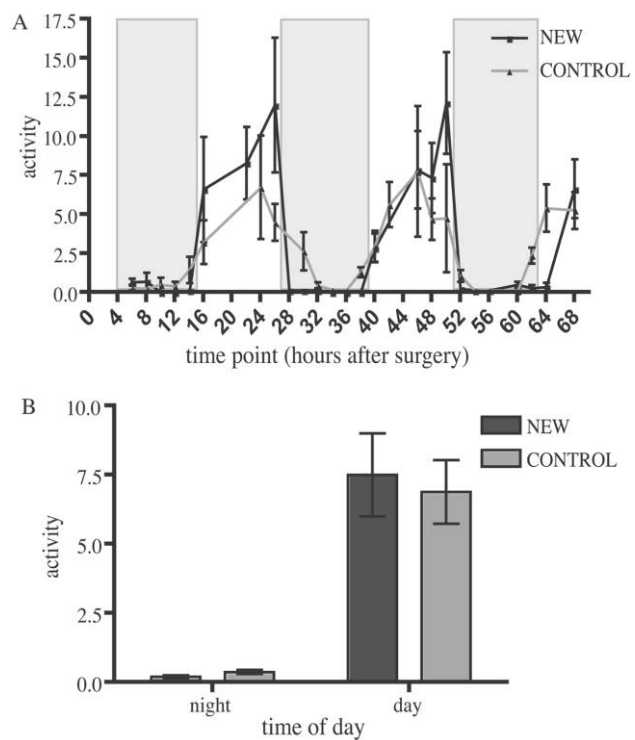 A
17.5
15.0
12.5
10.0
7.5
5.0
2.5
0.0
activity
NEW
CONTROL
0 4 8 12 16 20 24 28 32 36 40 44 48 52 56 60 64 68
time point (hours after surgery)
B
10.0
7.5
5.0
2.5
0.0
activity
NEW
CONTROL
night day
time of day